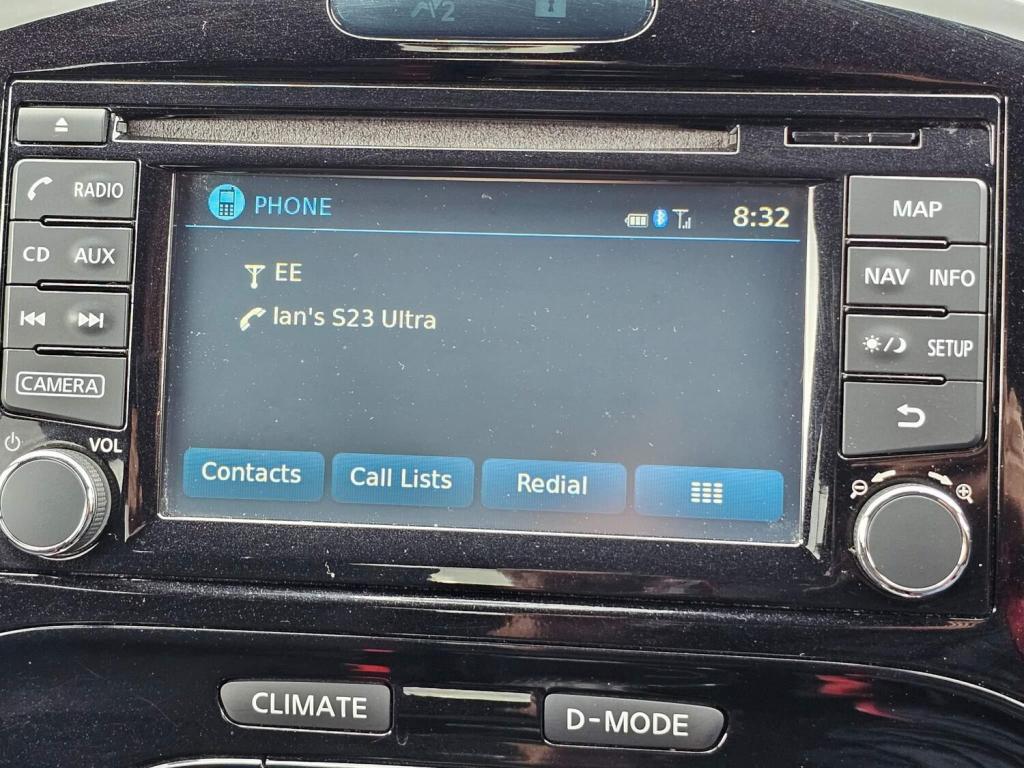 2
RADIO
CD AUX
CAMERA
VOL
PHONE
8:32
EE
Ian's S23 Ultra
Contacts
Call Lists
Redial
MAP
NAV INFO
SETUP
CLIMATE
D-MODE